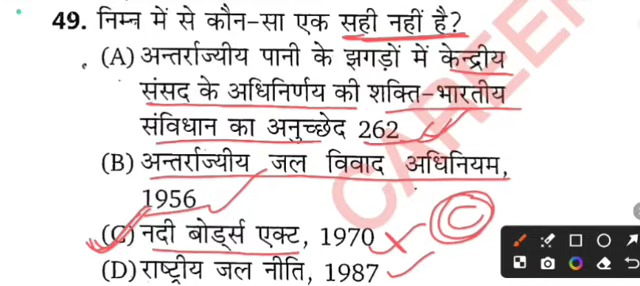 49. निम्न में से कौन-सा एक सही नहीं है?
(A) अन्तर्राज्यीय पानी के झगड़ों में केन्द्रीय
संसद के अधिनिर्णय की शक्ति-भारतीय
संविधान का अनुच्छेद 262
(B) अन्तर्राज्यीय जल विवाद अधिनियम,
1956
(C) नदी बोर्ड्स एक्ट, 1970
(D) राष्ट्रीय जल नीति, 1987
CAREER
C